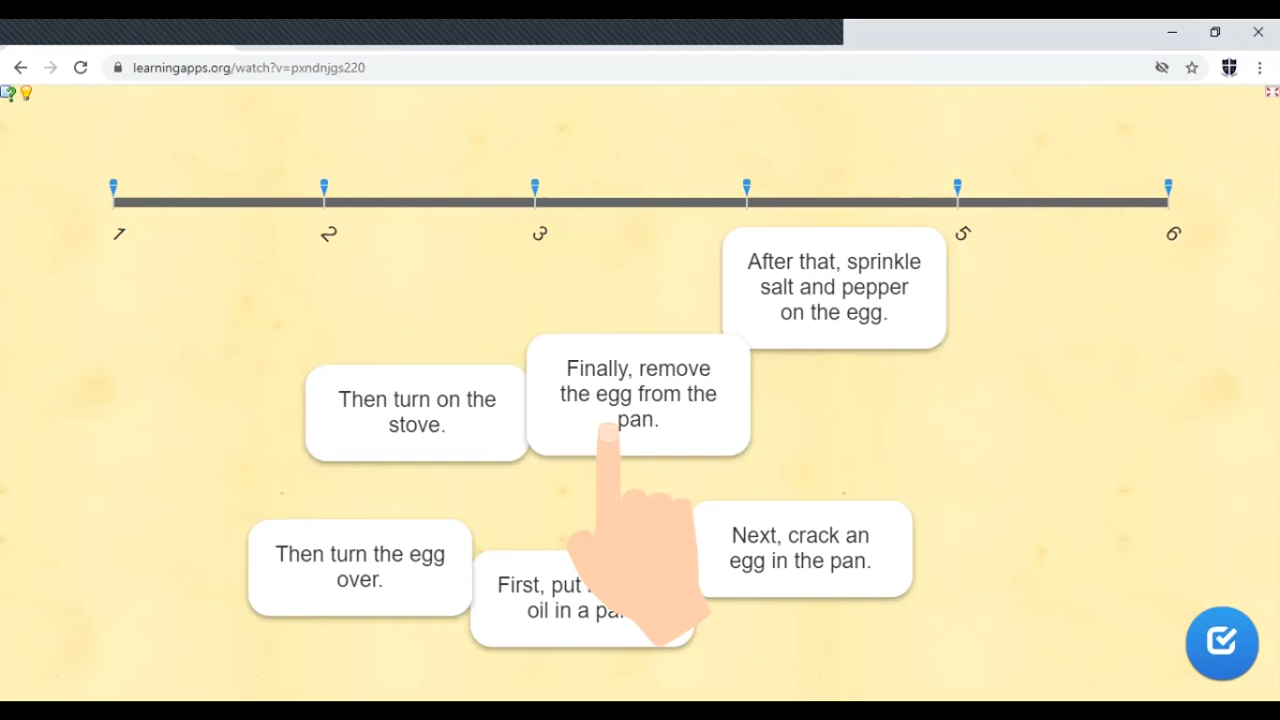 learningapps.org/watch?v=pxndnjgs220
1
2
3
5
6
After that, sprinkle
salt and pepper
on the egg.
Finally, remove
the egg from the
pan.
Then turn on the
stove.
Next, crack an
egg in the pan.
Then turn the egg
over.
First, put
oil in a